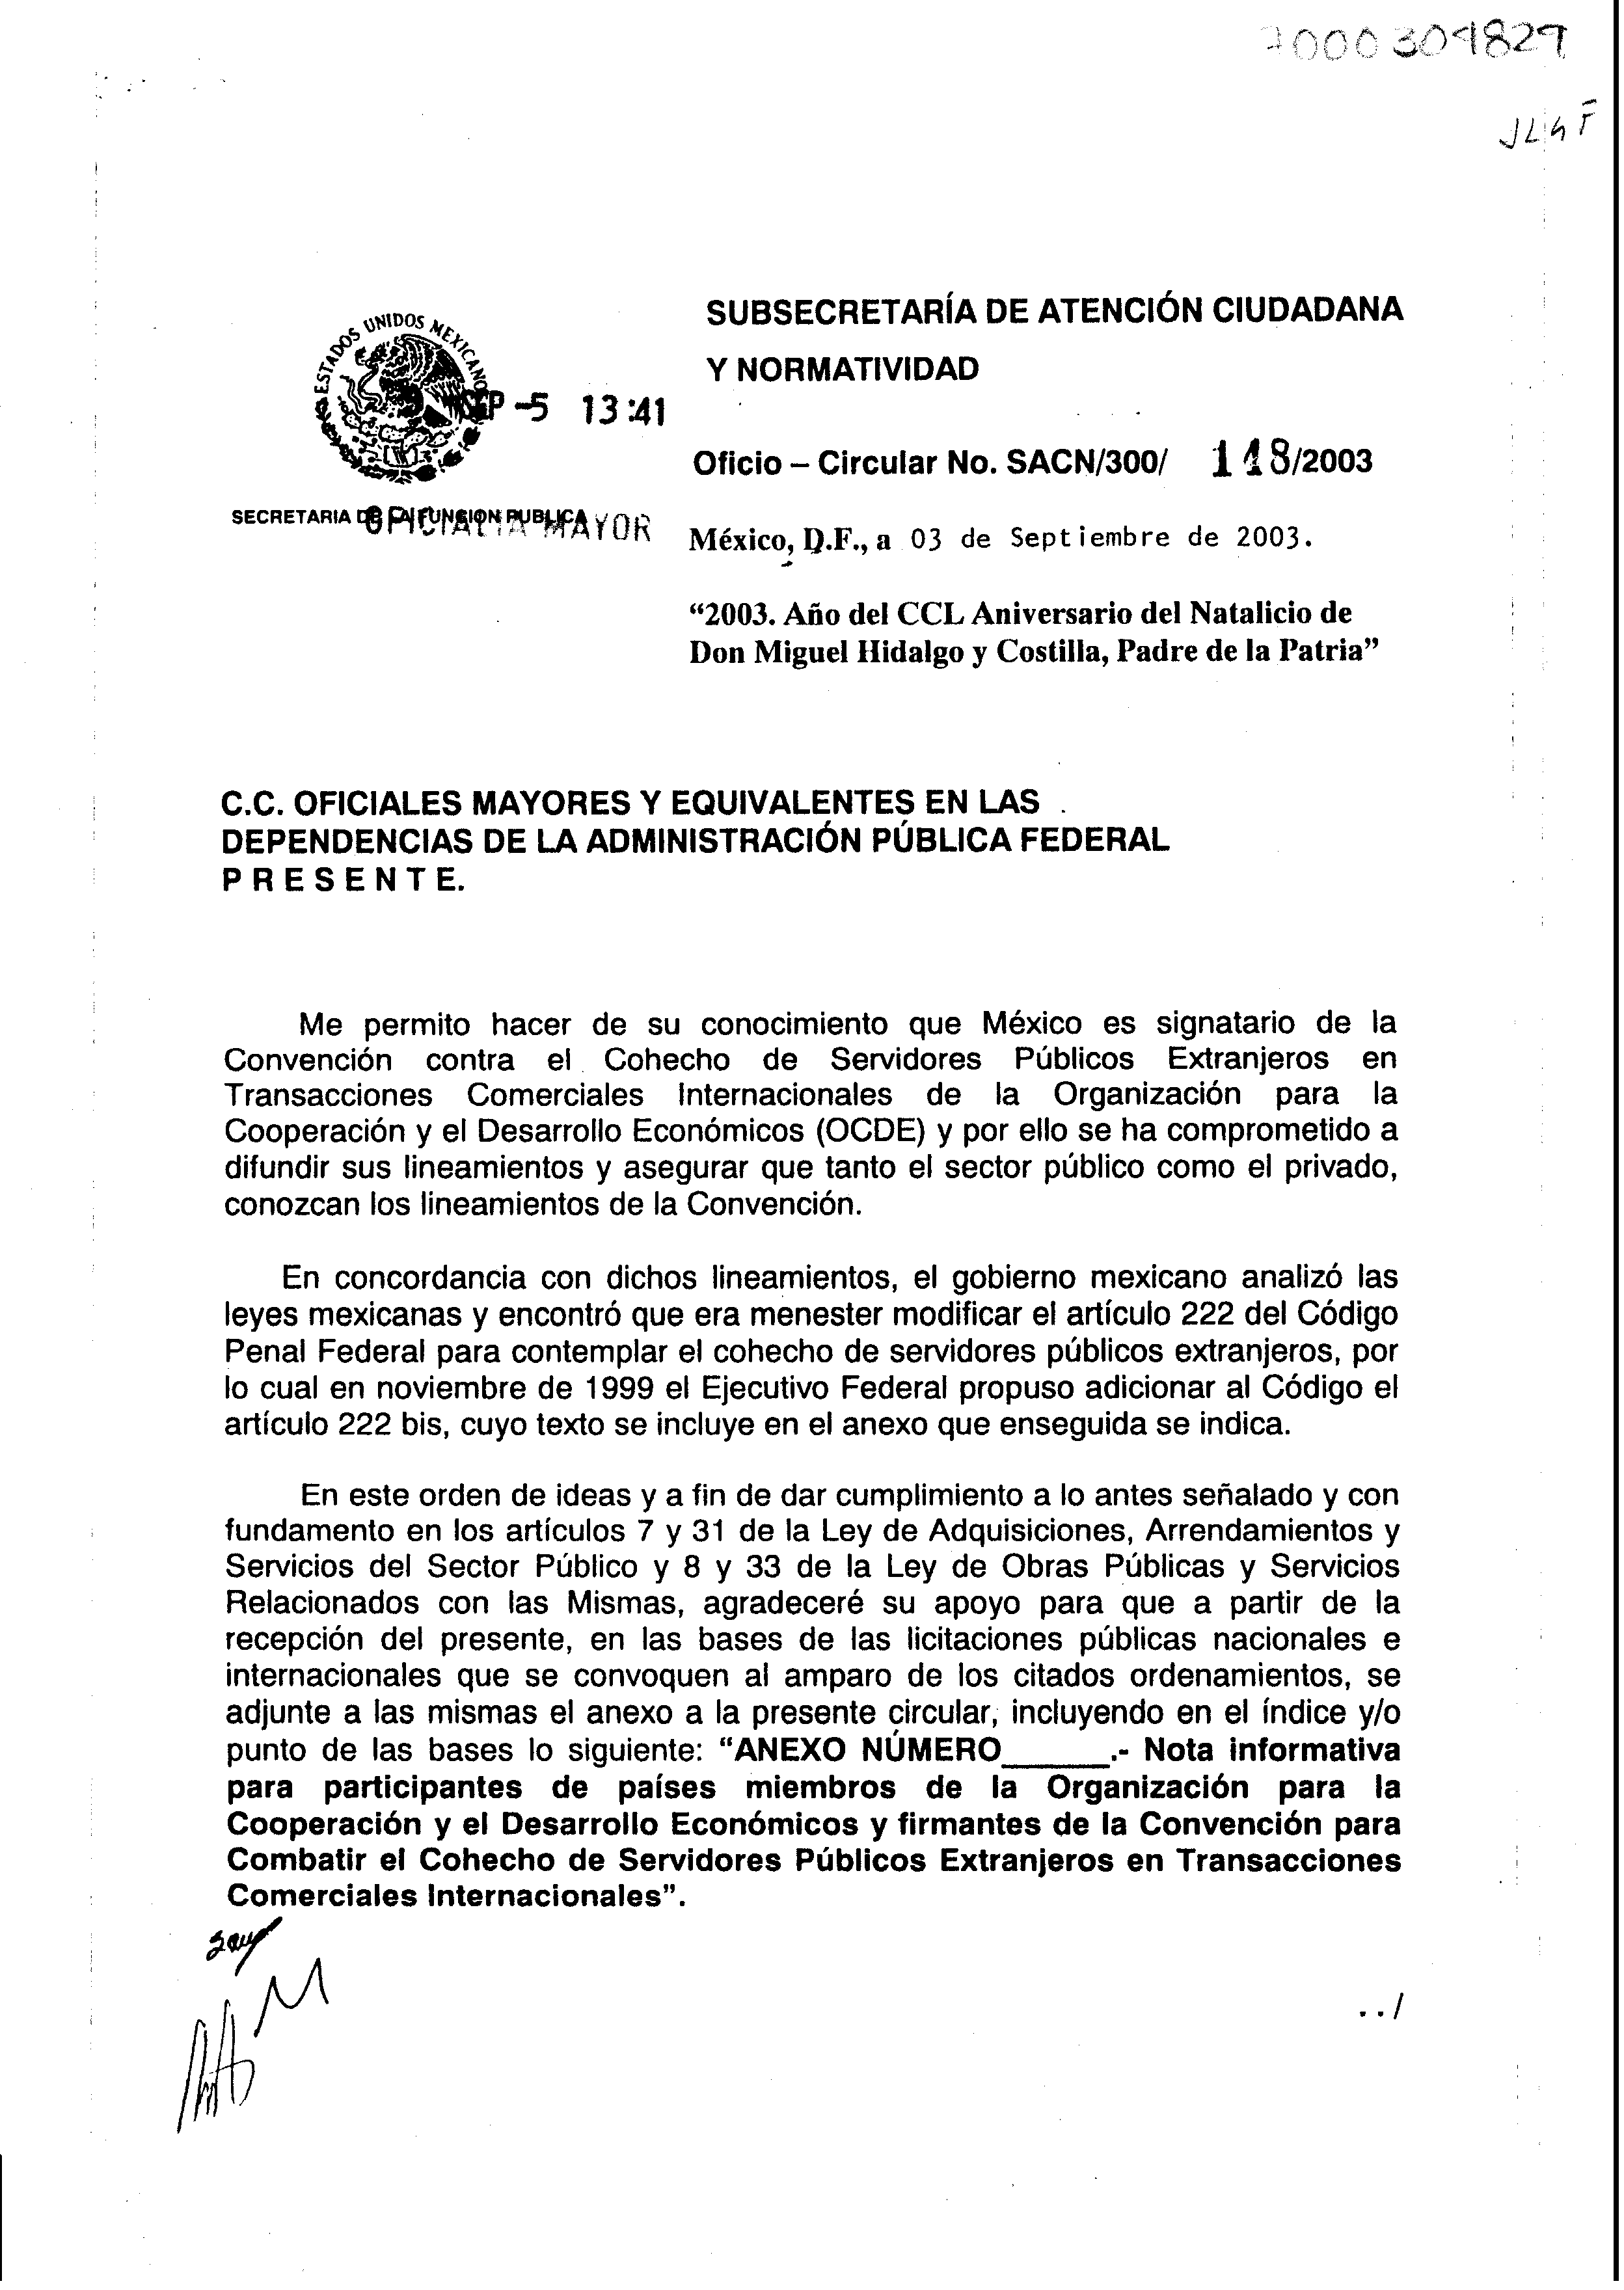 SUBSECRETARÍA DE ATENCIÓN CIUDADANA
Y NORMATIVIDAD
ESTADOS UNIDOS MEXICANOS
SEP -5 13:41
Oficio – Circular No. SACN/300/ 148/2003
SECRETARIA DE LA FUNCION PUBLICA
OFICIALIA MAYOR
México, D.F., a 03 de Septiembre de 2003.
“2003. Año del CCL Aniversario del Natalicio de
Don Miguel Hidalgo y Costilla, Padre de la Patria”
C.C. OFICIALES MAYORES Y EQUIVALENTES EN LAS
DEPENDENCIAS DE LA ADMINISTRACIÓN PÚBLICA FEDERAL
P R E S E N T E.
Me permito hacer de su conocimiento que México es signatario de la
Convención contra el Cohecho de Servidores Públicos Extranjeros en
Transacciones Comerciales Internacionales de la Organización para la
Cooperación y el Desarrollo Económicos (OCDE) y por ello se ha comprometido a
difundir sus lineamientos y asegurar que tanto el sector público como el privado,
conozcan los lineamientos de la Convención.
En concordancia con dichos lineamientos, el gobierno mexicano analizó las
leyes mexicanas y encontró que era menester modificar el artículo 222 del Código
Penal Federal para contemplar el cohecho de servidores públicos extranjeros, por
lo cual en noviembre de 1999 el Ejecutivo Federal propuso adicionar al Código el
artículo 222 bis, cuyo texto se incluye en el anexo que enseguida se indica.
En este orden de ideas y a fin de dar cumplimiento a lo antes señalado y con
fundamento en los artículos 7 y 31 de la Ley de Adquisiciones, Arrendamientos y
Servicios del Sector Público y 8 y 33 de la Ley de Obras Públicas y Servicios
Relacionados con las Mismas, agradeceré su apoyo para que a partir de la
recepción del presente, en las bases de las licitaciones públicas nacionales e
internacionales que se convoquen al amparo de los citados ordenamientos, se
adjunte a las mismas el anexo a la presente circular, incluyendo en el índice y/o
punto de las bases lo siguiente: “ANEXO NÚMERO______.- Nota informativa
para participantes de países miembros de la Organización para la
Cooperación y el Desarrollo Económicos y firmantes de la Convención para
Combatir el Cohecho de Servidores Públicos Extranjeros en Transacciones
Comerciales Internacionales”.
../